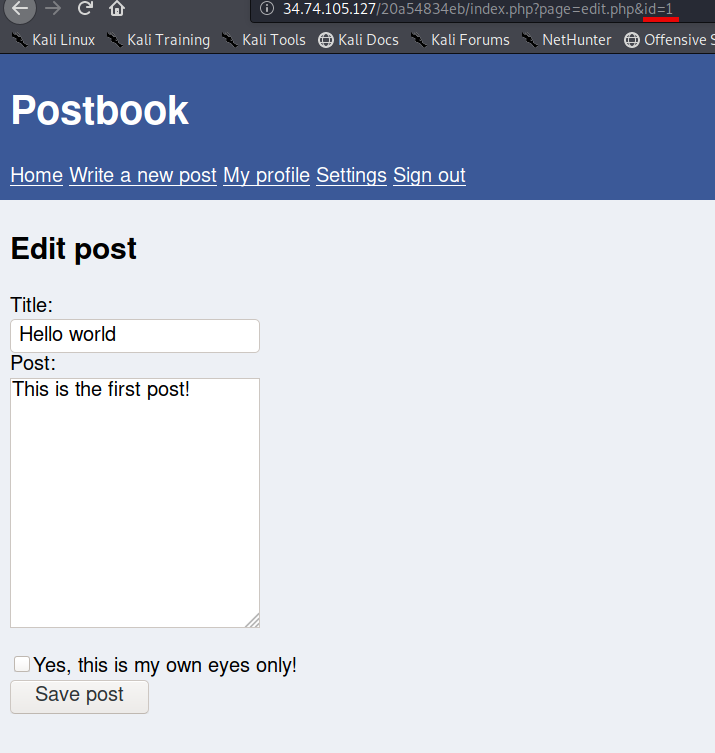 34.74.105.127/20a54834eb/index.php?page=edit.php&id=1
Kali Linux Kali Training Kali Tools Kali Docs Kali Forums NetHunter Offensive S
Postbook
Home Write a new post My profile Settings Sign out
Edit post
Title:
Hello world
Post:
This is the first post!
Yes, this is my own eyes only!
Save post